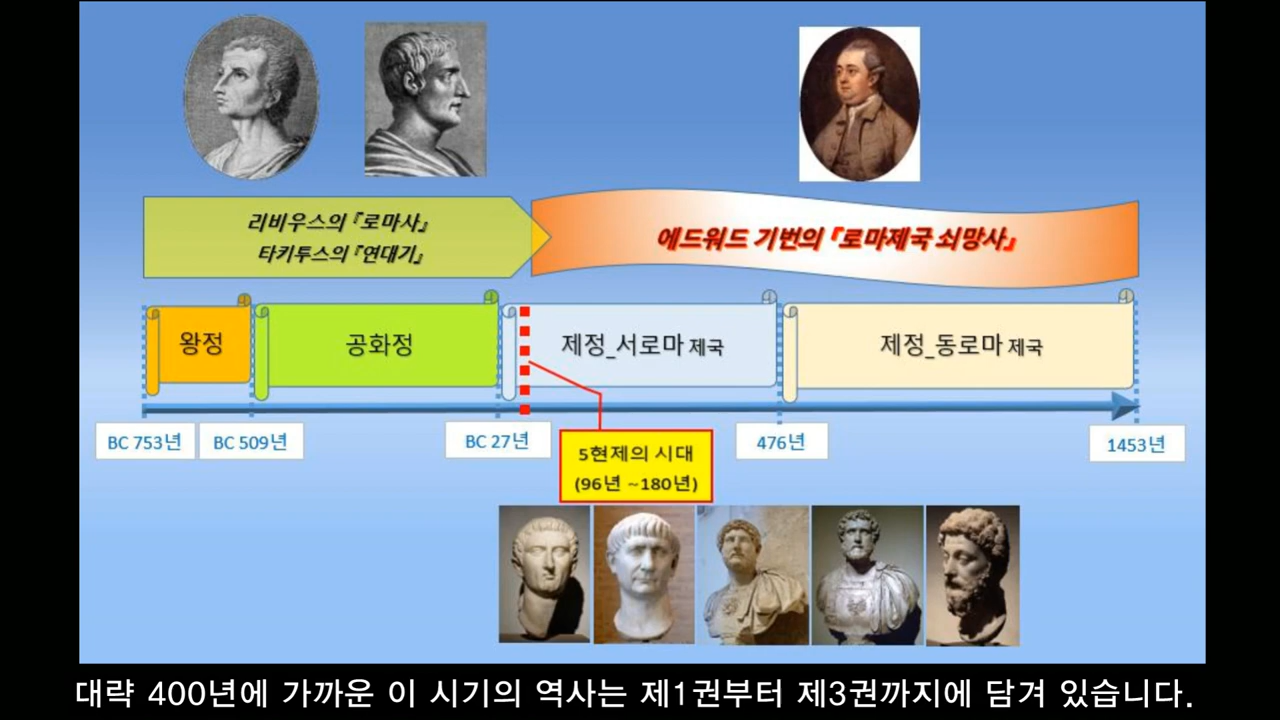 리비우스의 『로마사』
타키투스의 『연대기』
에드워드 기번의 『로마제국 쇠망사』
왕정
공화정
제정_서로마 제국
제정_동로마 제국
BC 753년
BC 509년
BC 27년
476년
1453년
5현제의 시대
(96년 ~180년)
대략 400년에 가까운 이 시기의 역사는 제1권부터 제3권까지에 담겨 있습니다.